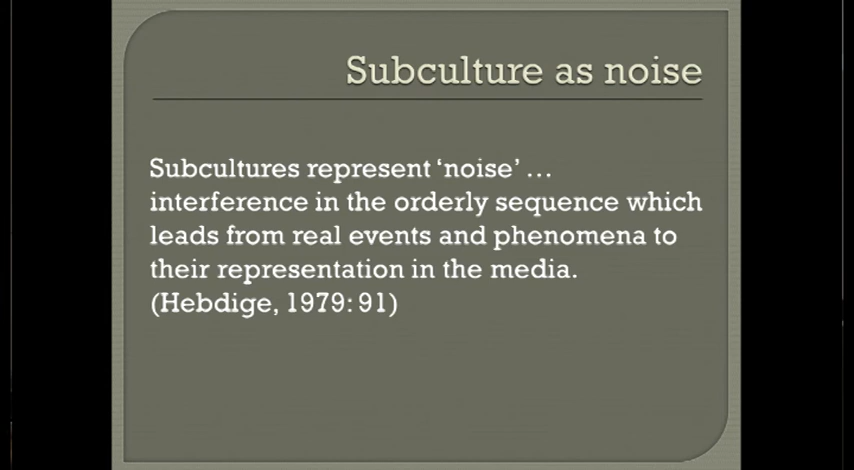 Subculture as noise
Subcultures represent ‘noise’ …
interference in the orderly sequence which
leads from real events and phenomena to
their representation in the media.
(Hebdige, 1979: 91)